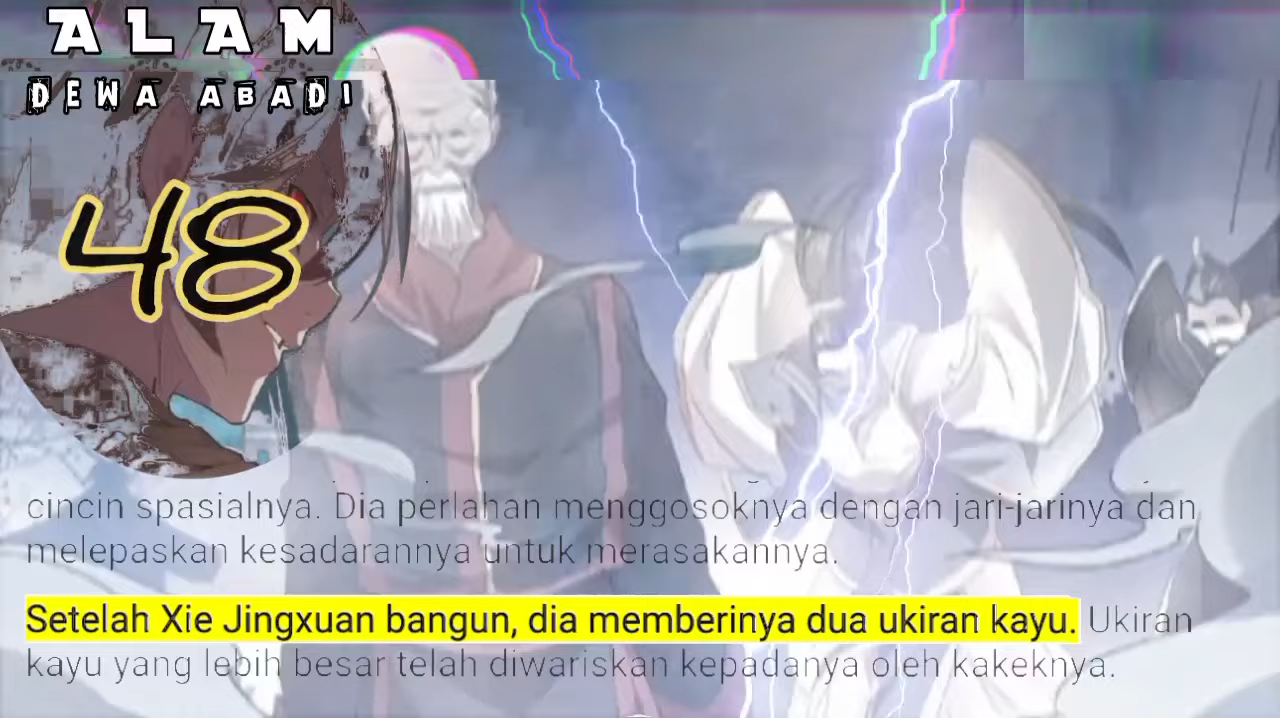 ALAM
DEWA ABADI
48
cincin spasialnya. Dia perlahan menggosoknya dengan jari-jarinya dan
melepaskan kesadarannya untuk merasakannya.
Setelah Xie Jingxuan bangun, dia memberinya dua ukiran kayu. Ukiran
kayu yang lebih besar telah diwariskan kepadanya oleh kakeknya.